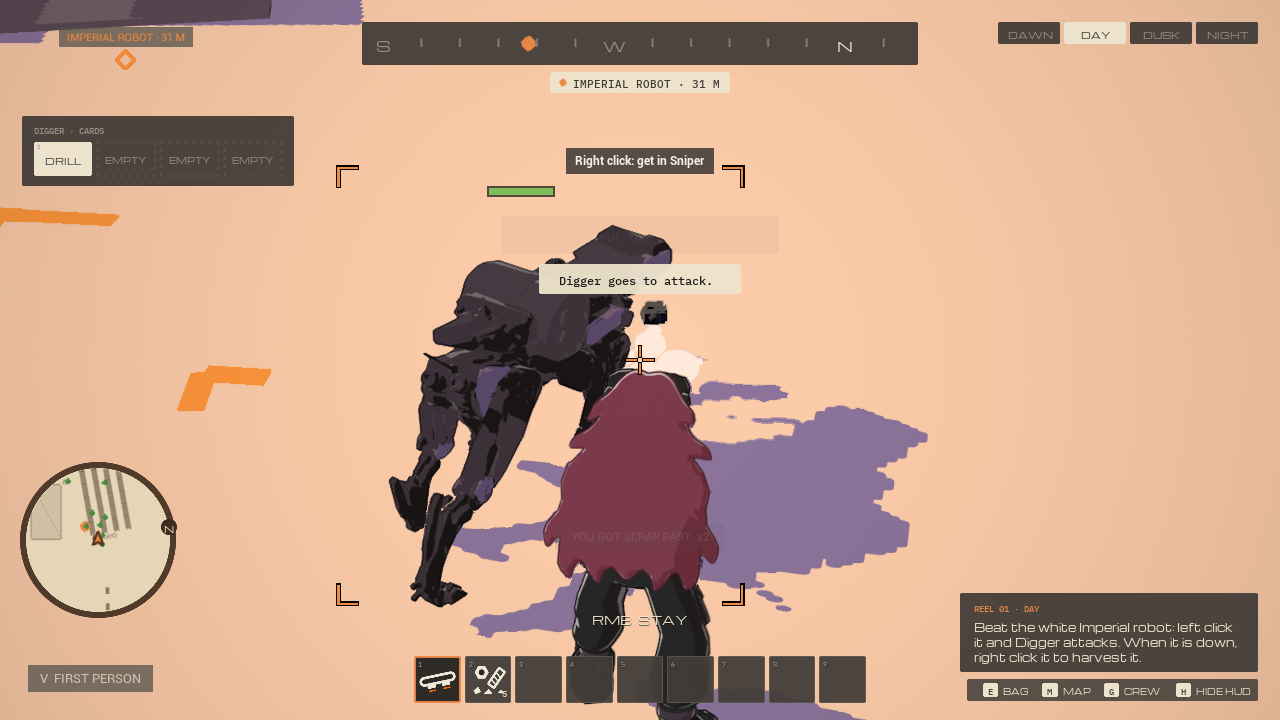 IMPERIAL ROBOT · 31 M
S W N
DAWN DAY DUSK NIGHT
IMPERIAL ROBOT · 31 M
DIGGER · CARDS
1 DRILL EMPTY EMPTY EMPTY
Right click: get in Sniper
Digger goes to attack.
YOU GOT SCRAP PART x2
N
RMB STAY
REEL 01 · DAY
Beat the white Imperial robot: left click
it and Digger attacks. When it is down,
right click it to harvest it.
V FIRST PERSON
1 2 3 4 5 6 7 8 9
5
E BAG M MAP G CREW H HIDE HUD